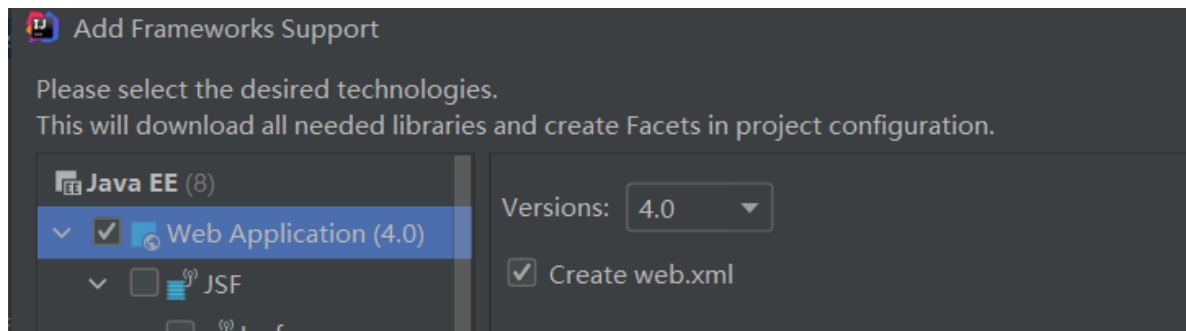 Add Frameworks Support
Please select the desired technologies.
This will download all needed libraries and create Facets in project configuration.
Java EE (8)
Web Application (4.0)
JSF
Versions: 4.0
Create web.xml